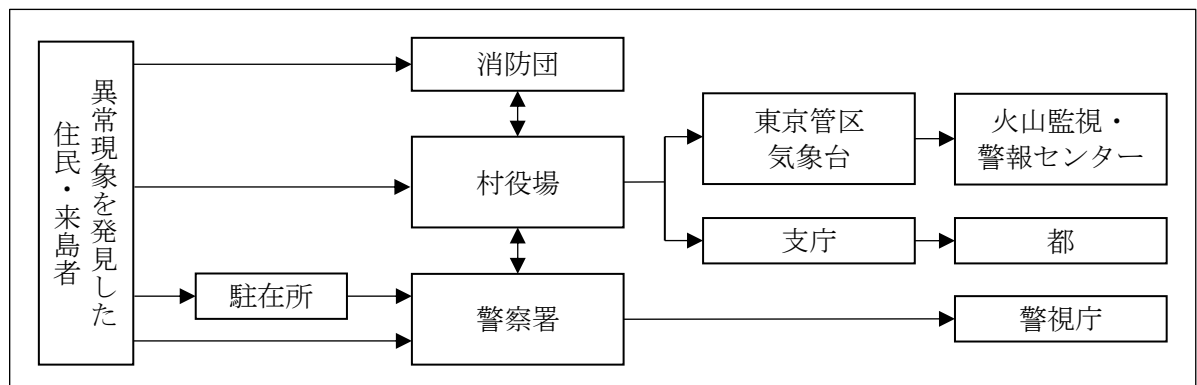 異常現象を発見した
住民・来島者
消防団
村役場
駐在所
警察署
東京管区
気象台
火山監視・
警報センター
支庁
都
警視庁